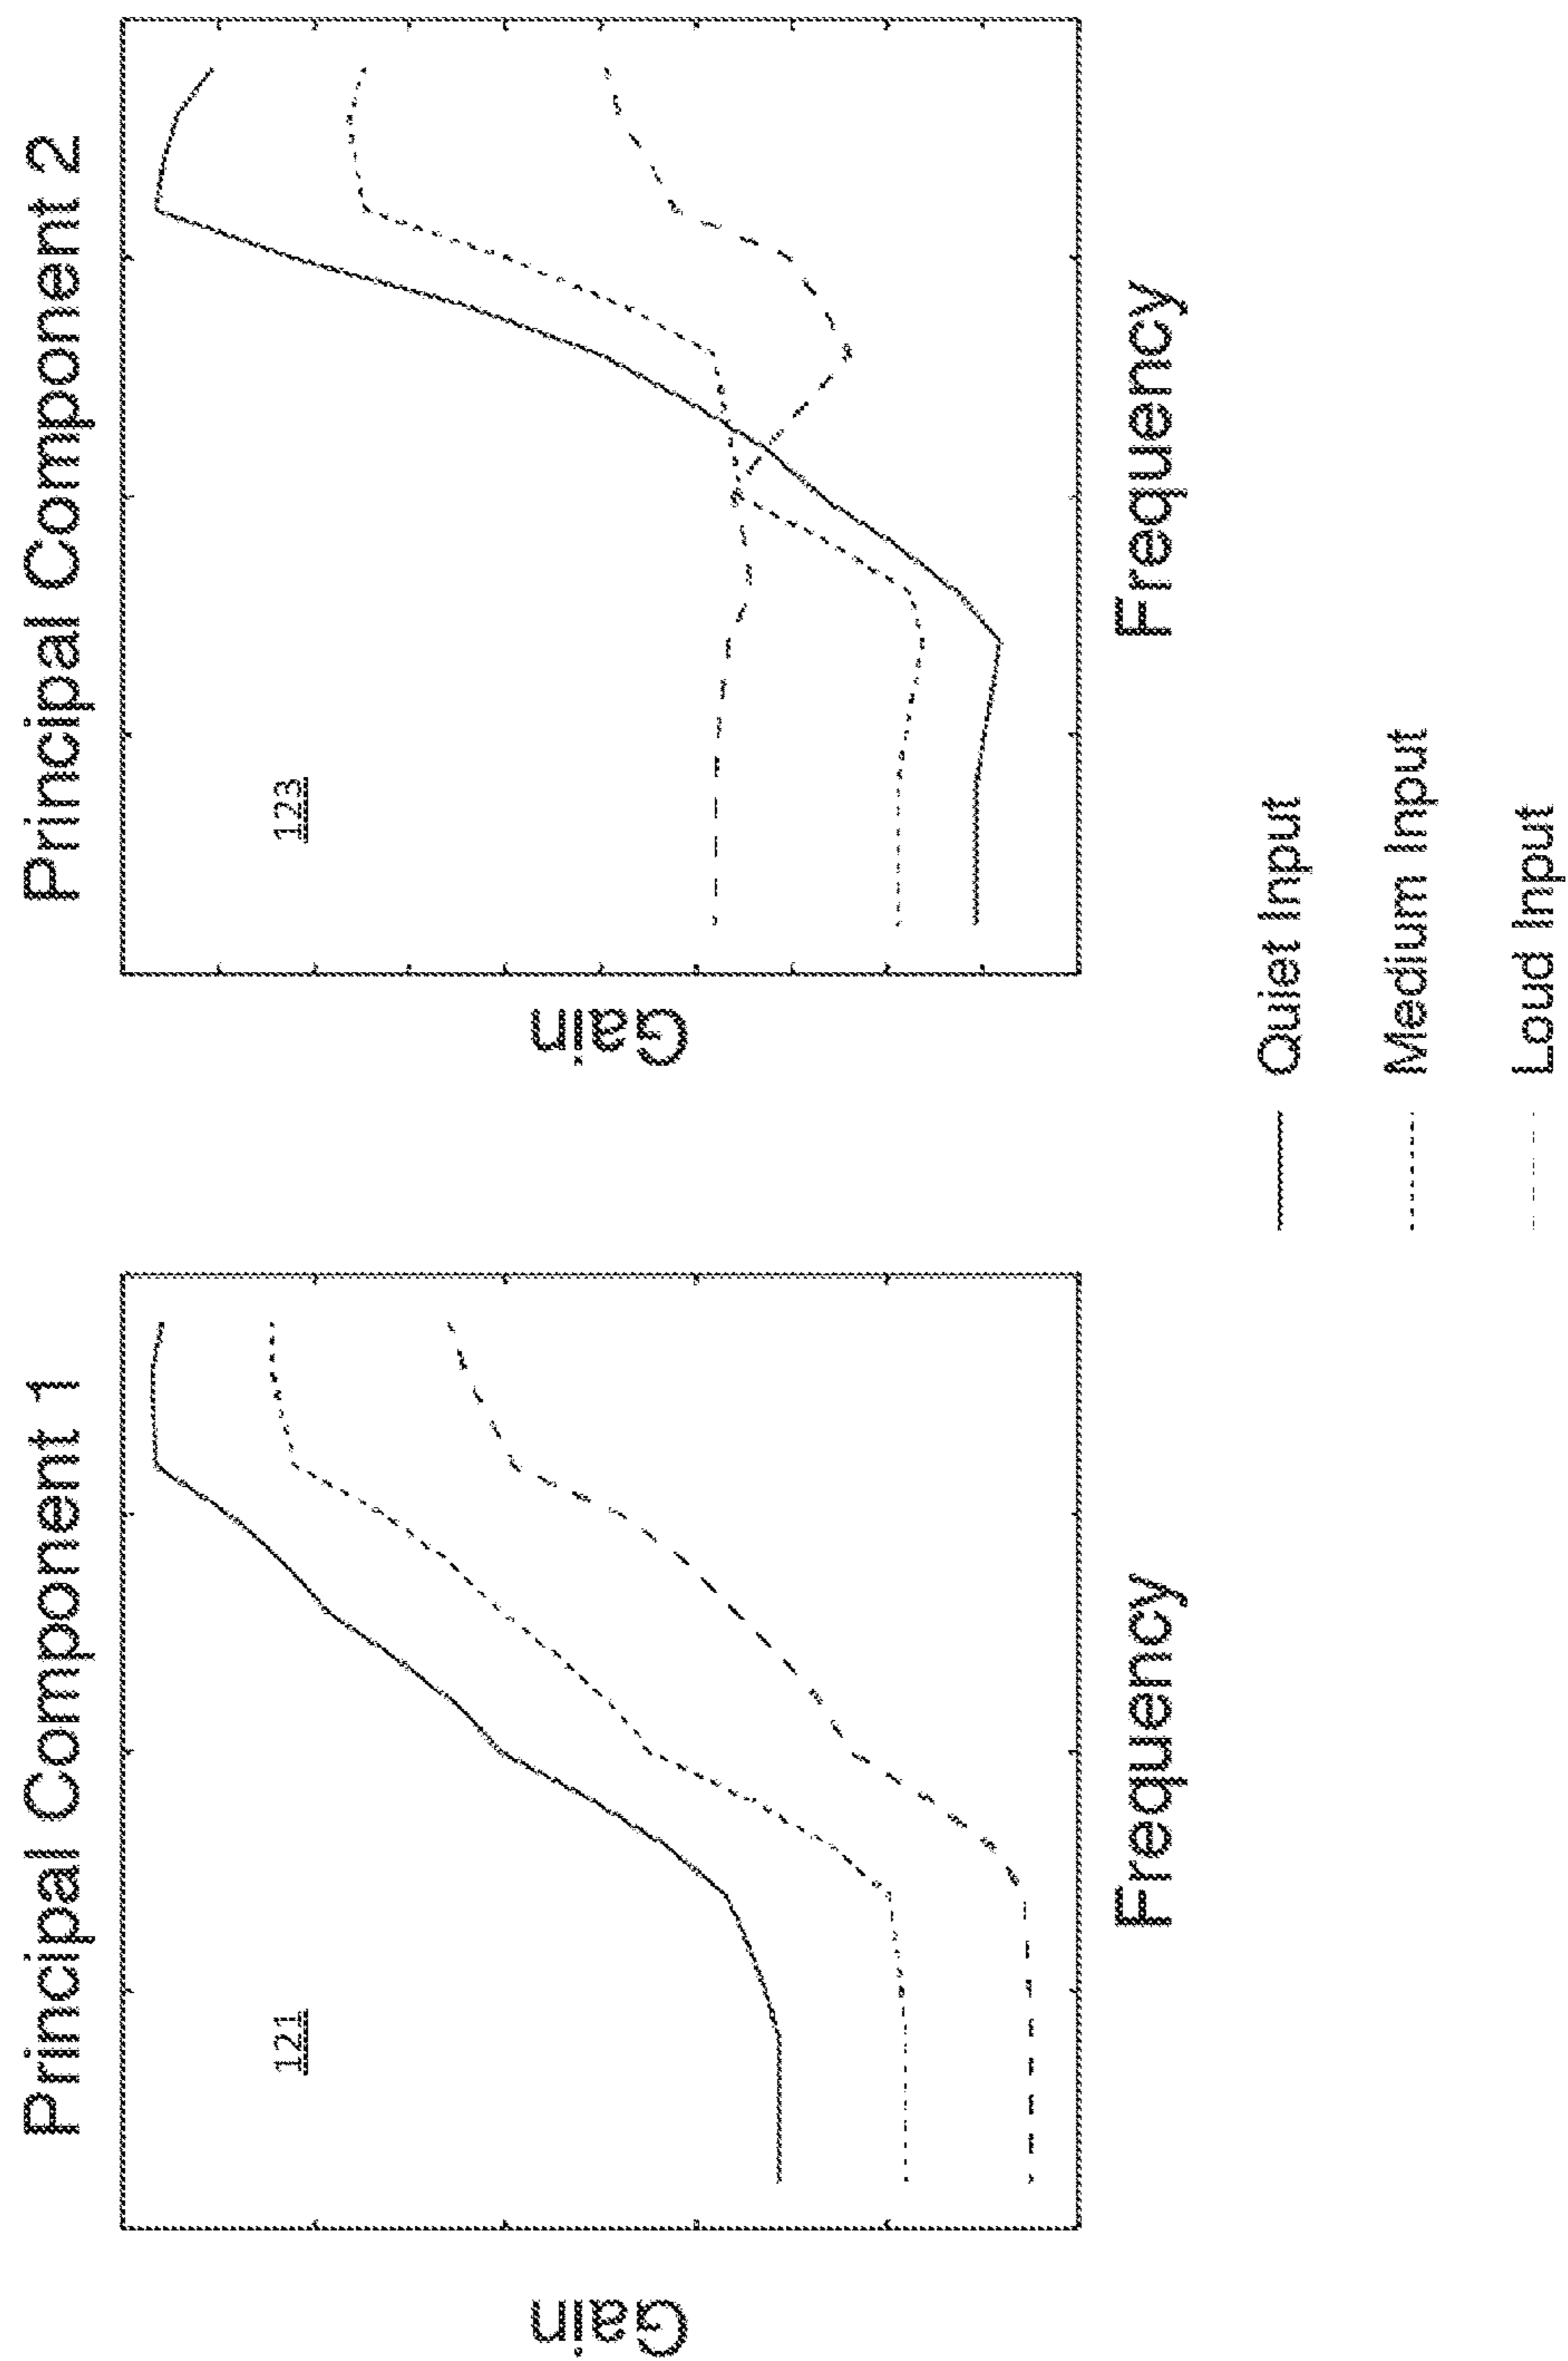 Principal Component 1
121
Gain
Frequency
Principal Component 2
123
Gain
Frequency
Quiet Input
Medium Input
Loud Input